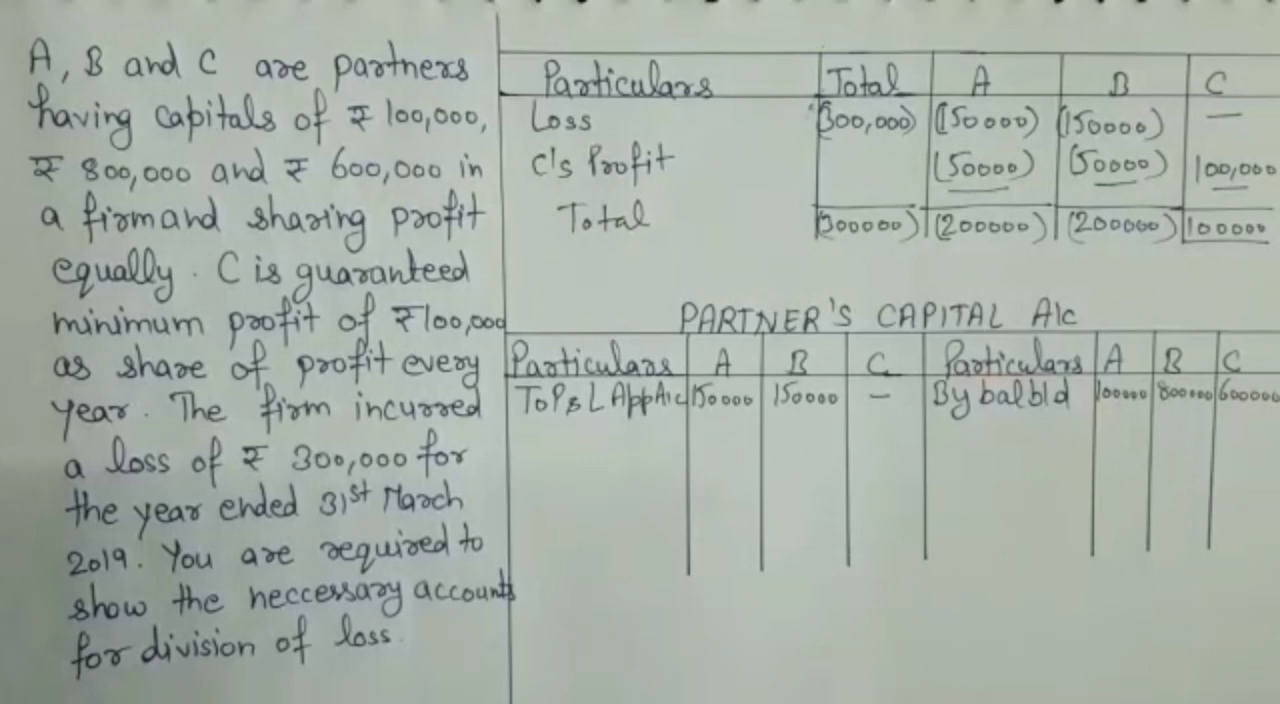 A, B and C are partners
having capitals of ₹ 100,000,
₹ 800,000 and ₹ 600,000 in
a firm and sharing profit
equally. C is guaranteed
minimum profit of ₹100,000
as share of profit every
year. The firm incurred
a loss of ₹ 300,000 for
the year ended 31st March
2019. You are required to
show the neccessary accounts
for division of loss.
Particulars Total A B C
Loss (300,000) (150000) (150000) —
C's Profit (50000) (50000) 100,000
Total (300000) (200000) (200000) 100000
PARTNER'S CAPITAL A/c
Particulars A B C Particulars A B C
To P & L App A/c 150000 150000 — By bal b/d 100000 800000 600000